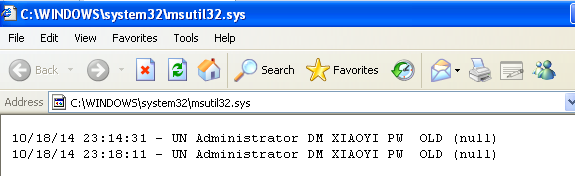 C:\WINDOWS\system32\msutil32.sys
File Edit View Favorites Tools Help
Back Search Favorites
Address C:\WINDOWS\system32\msutil32.sys
10/18/14 23:14:31 - UN Administrator DM XIAOYI PW  OLD (null)
10/18/14 23:18:11 - UN Administrator DM XIAOYI PW  OLD (null)